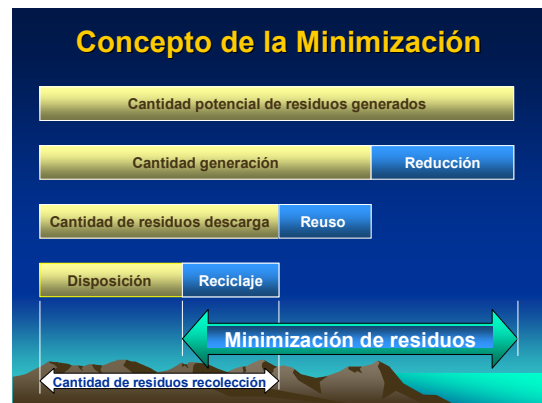 Concepto de la Minimización
Cantidad potencial de residuos generados
Cantidad generación
Reducción
Cantidad de residuos descarga
Reuso
Disposición
Reciclaje
Minimización de residuos
Cantidad de residuos recolección